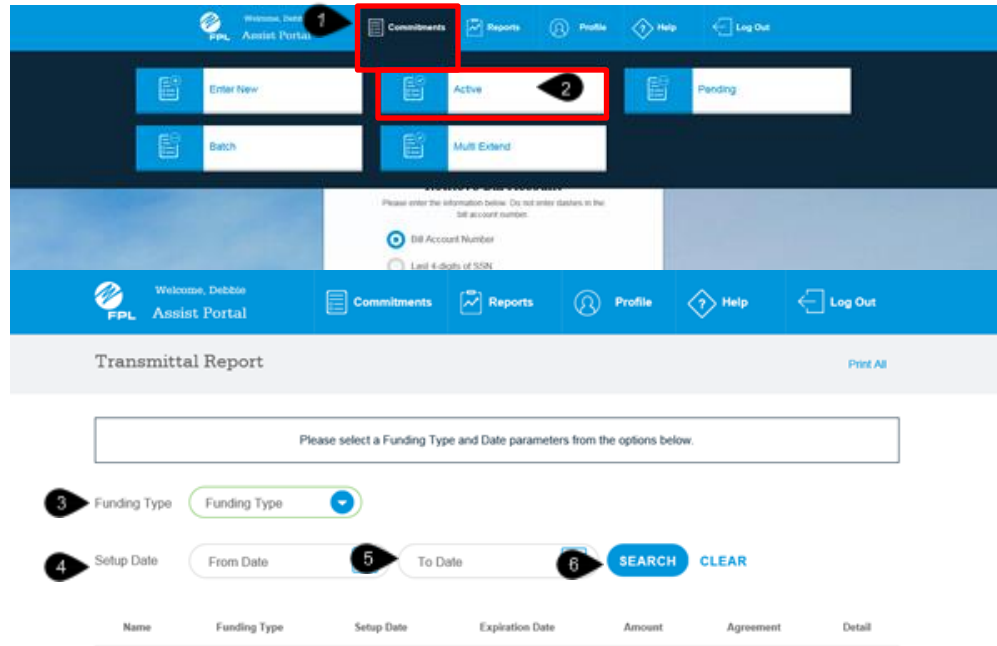 Welcome, Debb
1
FPL Assist Portal
Commitments
Reports
Profile
Help
Log Out
Enter New
Active
2
Pending
Batch
Multi Extend
Please enter the information below. Do not enter dashes in the
bill account number.
Bill Account Number
Last 4-digits of SSN
Welcome, Debbie
FPL Assist Portal
Commitments
Reports
Profile
? Help
Log Out
Transmittal Report
Print All
Please select a Funding Type and Date parameters from the options below.
3 Funding Type Funding Type
4 Setup Date From Date 5 To Date 6 SEARCH CLEAR
Name Funding Type Setup Date Expiration Date Amount Agreement Detail